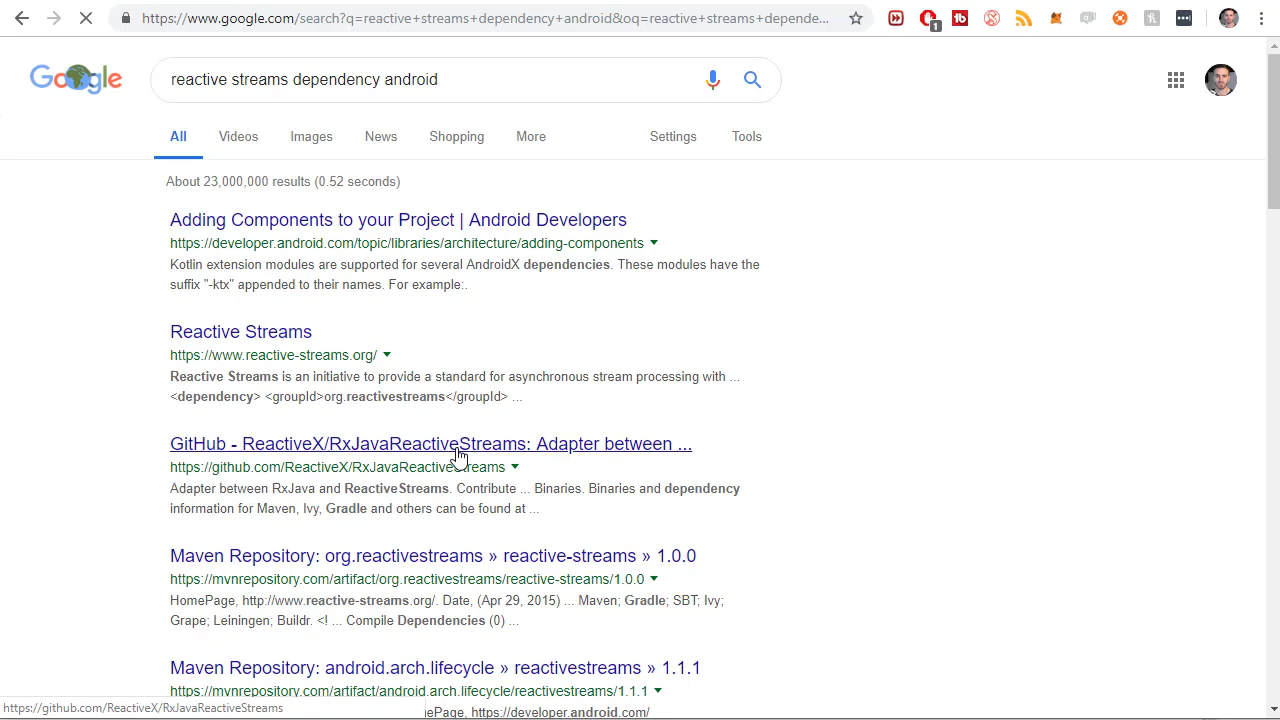 https://www.google.com/search?q=reactive+streams+dependency+android&oq=reactive+streams+depende...
1
Google
reactive streams dependency android
All Videos Images News Shopping More Settings Tools
About 23,000,000 results (0.52 seconds)
Adding Components to your Project | Android Developers
https://developer.android.com/topic/libraries/architecture/adding-components
Kotlin extension modules are supported for several AndroidX dependencies. These modules have the
suffix "-ktx" appended to their names. For example:.
Reactive Streams
https://www.reactive-streams.org/
Reactive Streams is an initiative to provide a standard for asynchronous stream processing with ...
<dependency> <groupId>org.reactivestreams</groupId> ...
GitHub - ReactiveX/RxJavaReactiveStreams: Adapter between ...
https://github.com/ReactiveX/RxJavaReactiveStreams
Adapter between RxJava and ReactiveStreams. Contribute ... Binaries. Binaries and dependency
information for Maven, Ivy, Gradle and others can be found at ...
Maven Repository: org.reactivestreams » reactive-streams » 1.0.0
https://mvnrepository.com/artifact/org.reactivestreams/reactive-streams/1.0.0
HomePage, http://www.reactive-streams.org/. Date, (Apr 29, 2015) ... Maven; Gradle; SBT; Ivy;
Grape; Leiningen; Buildr. <! ... Compile Dependencies (0) ...
Maven Repository: android.arch.lifecycle » reactivestreams » 1.1.1
https://mvnrepository.com/artifact/android.arch.lifecycle/reactivestreams/1.1.1
https://developer.android.com/
https://github.com/ReactiveX/RxJavaReactiveStreams